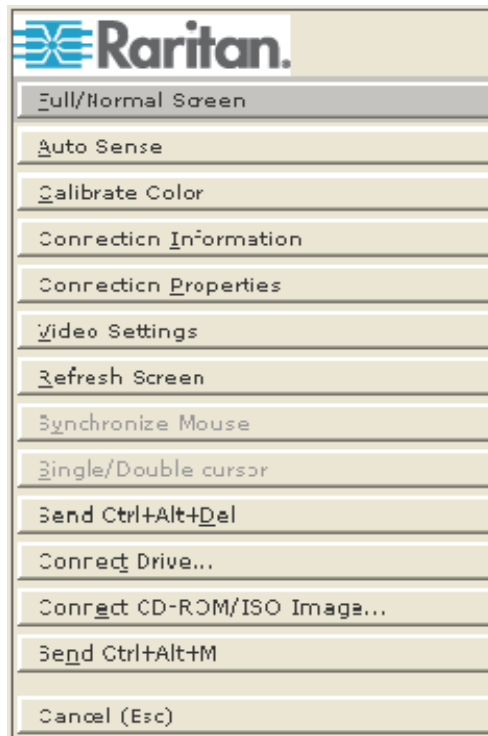 Raritan.
Full/Normal Screen
Auto Sense
Calibrate Color
Connection Information
Connection Properties
Video Settings
Refresh Screen
Synchronize Mouse
Single/Double cursor
Send Ctrl+Alt+Del
Connect Drive...
Connect CD-ROM/ISO Image...
Send Ctrl+Alt+M
Cancel (Esc)